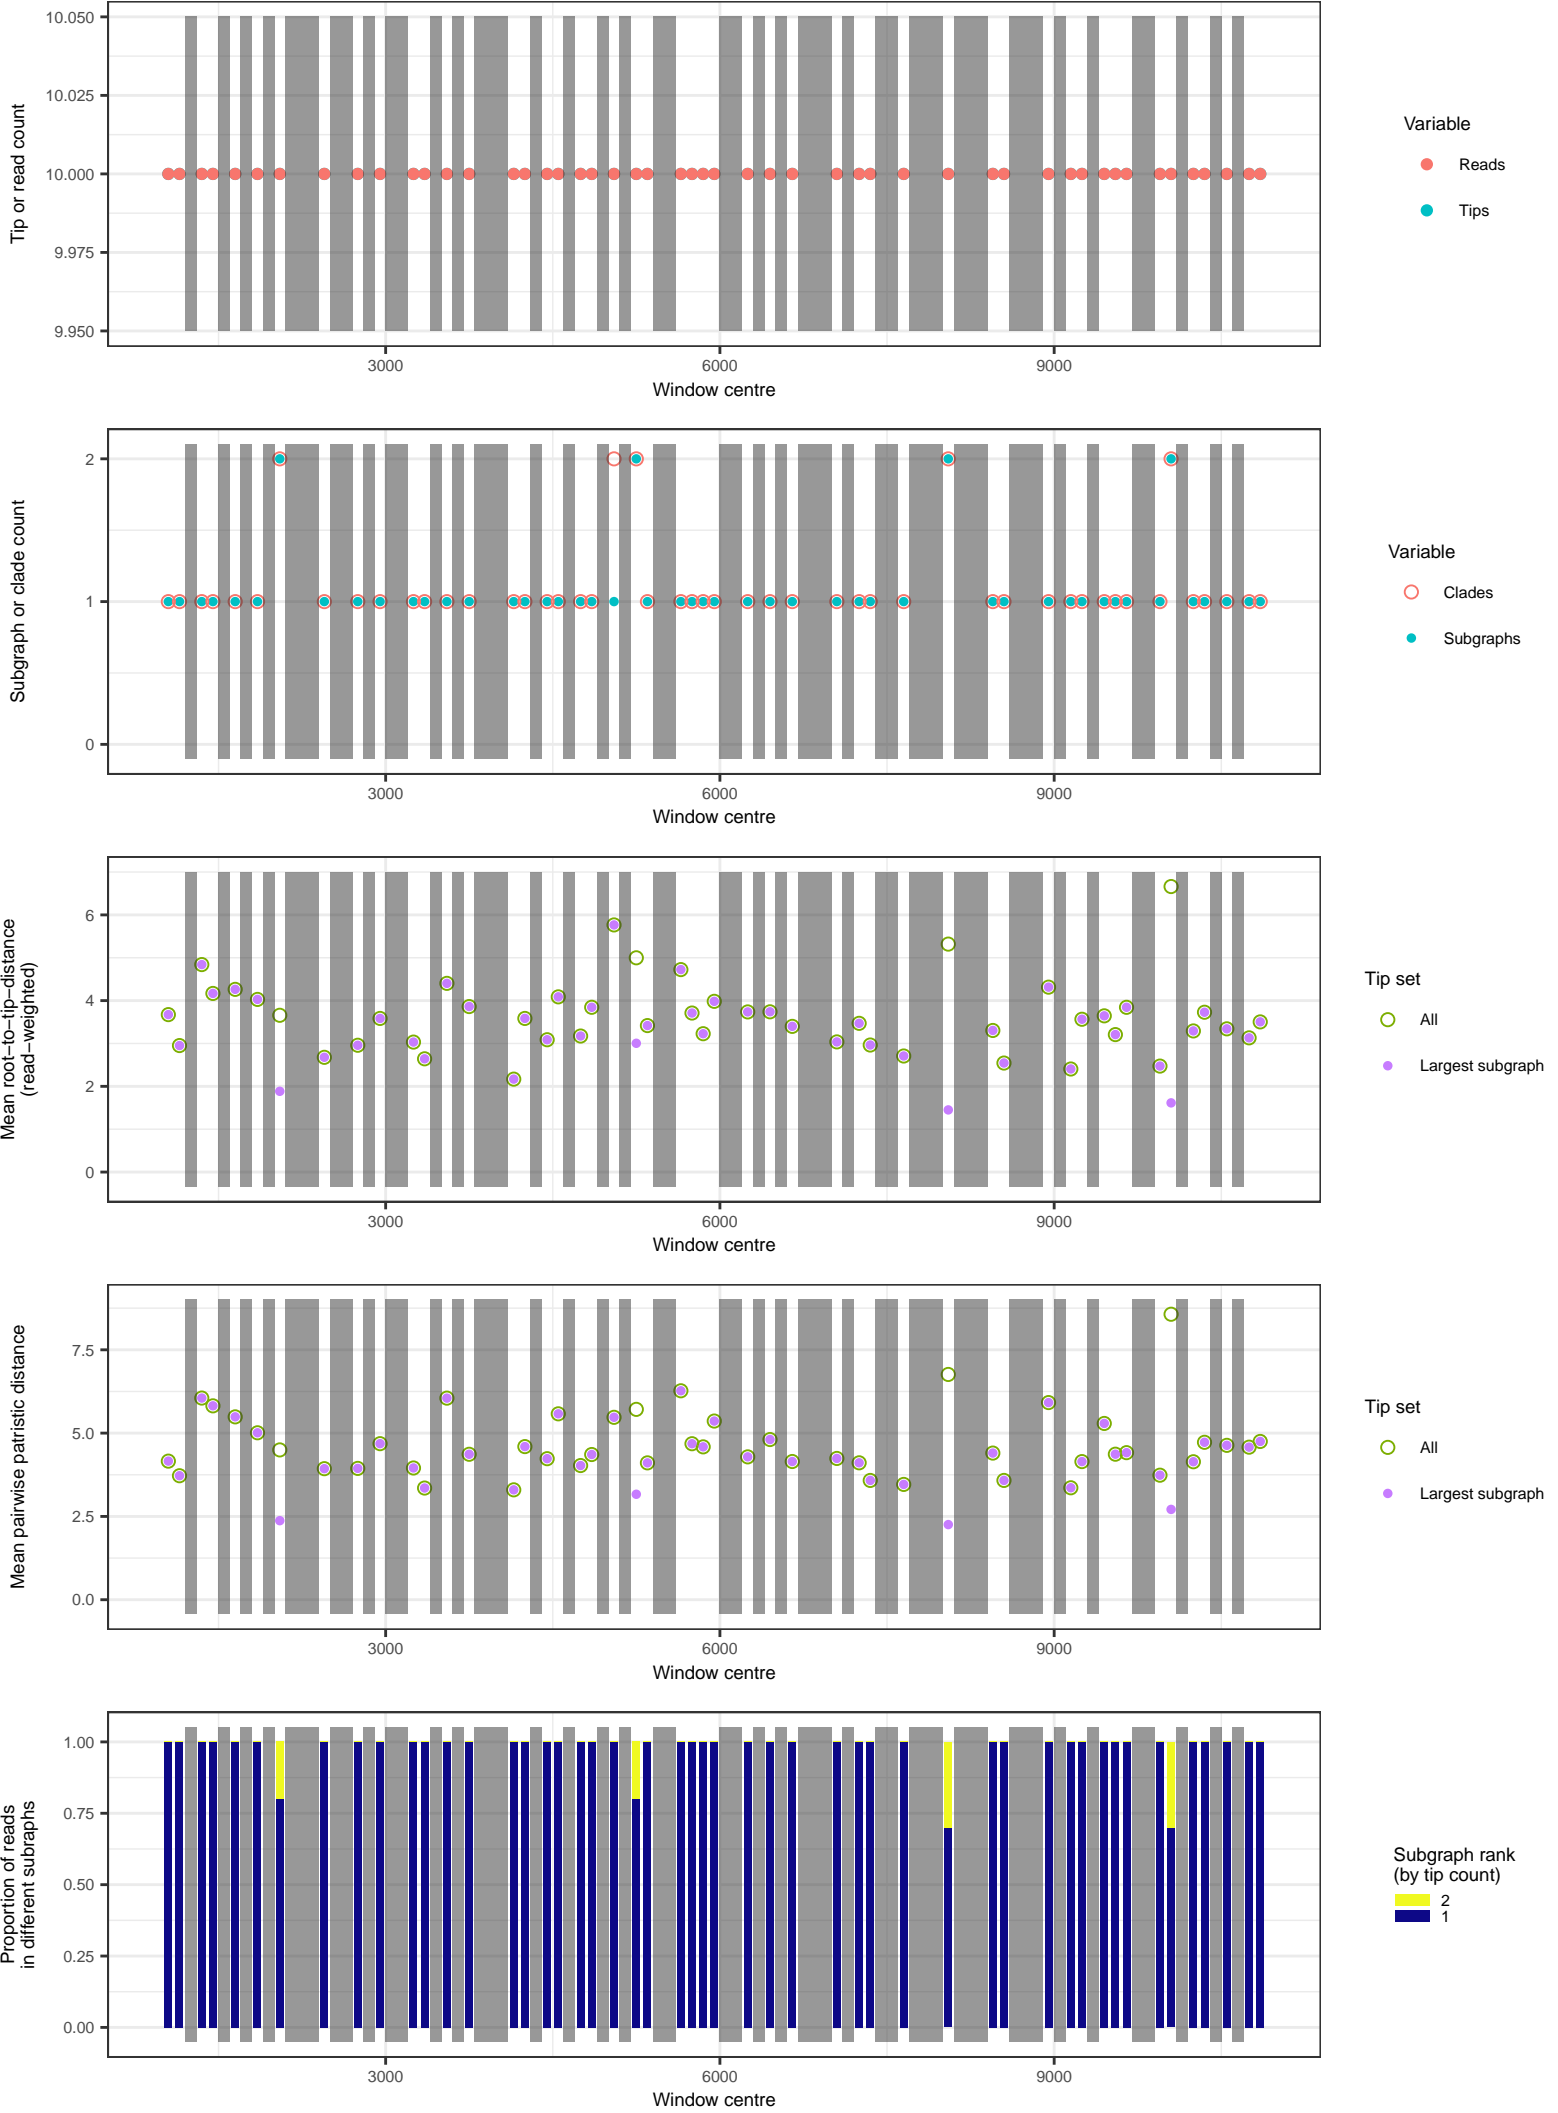 10.050
10.025
10.000
9.975
9.950
Tip or read count
3000 6000 9000
Window centre
Variable
Reads
Tips
2
1
0
Subgraph or clade count
3000 6000 9000
Window centre
Variable
Clades
Subgraphs
6
4
2
0
Mean root−to−tip−distance
(read−weighted)
3000 6000 9000
Window centre
Tip set
All
Largest subgraph
7.5
5.0
2.5
0.0
Mean pairwise patristic distance
3000 6000 9000
Window centre
Tip set
All
Largest subgraph
1.00
0.75
0.50
0.25
0.00
Proportion of reads
in different subraphs
3000 6000 9000
Window centre
Subgraph rank
(by tip count)
2
1